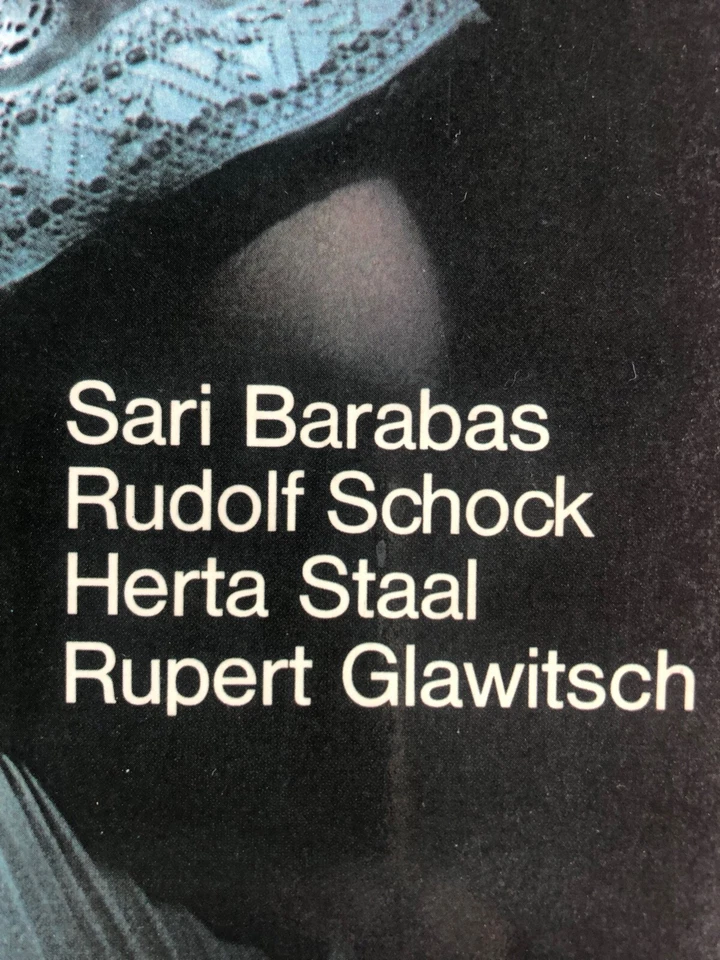 Sari Barabas
Rudolf Schock
Herta Staal
Rupert Glawitsch